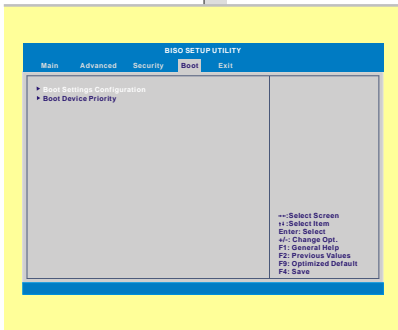 BISO SETUP UTILITY
Main Advanced Security Boot Exit
Boot Settings Configuration
Boot Device Priority
→←:Select Screen
↑↓:Select Item
Enter: Select
+/-: Change Opt.
F1: General Help
F2: Previous Values
F9: Optimized Default
F4: Save